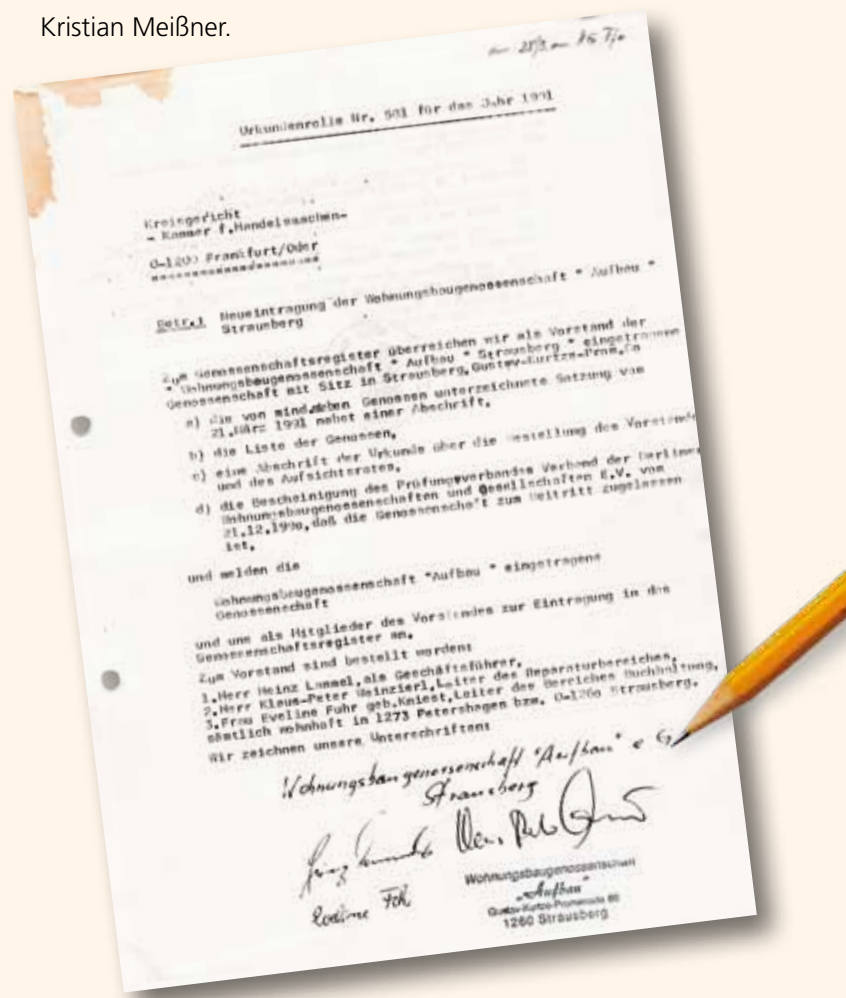 Kristian Meißner.
Urkundenrolle Nr. 501 für das Jahr 1991
Kreisgericht
- Kammer f.Handelssachen-
O-1200 Frankfurt/Oder
Betr.: Neueintragung der Wohnungsbaugenossenschaft " Aufbau "
Strausberg
Zum Genossenschaftsregister überreichen wir als Vorstand der
" Wohnungsbaugenossenschaft " Aufbau " Strausberg " eingetragene
Genossenschaft mit Sitz in Strausberg,
a) die von mind.sieben Genossen unterzeichnete Satzung vom
21.März 1991 nebst einer Abschrift,
b) die Liste der Genossen,
c) eine Abschrift der Urkunde über die Bestellung des Vorstandes
und des Aufsichtsrates,
d) die Bescheinigung des Prüfungsverbandes Verband der Berliner
Wohnungsbaugenossenschaften und Gesellschaften E.V. vom
21.12.1990,daß die Genossenschaft zum Beitritt zugelassen
ist,
und melden die
Wohnungsbaugenossenschaft "Aufbau " eingetragene
Genossenschaft
und uns als Mitglieder des Vorstandes zur Eintragung in das
Genossenschaftsregister an.
Zum Vorstand sind bestellt worden:
1.Herr Heinz Lummel,als Geschäftsführer,
2.Herr Klaus-Peter Weinzierl,Leiter des Reparaturbereiches,
3.Frau Eveline Fuhr geb.Kniest,Leiter des Bereiches Buchhaltung,
sämtlich wohnhaft in 1273 Petershagen bzw. O-1260 Strausberg.
Wir zeichnen unsere Unterschriften:
Wohnungsbaugenossenschaft "Aufbau" e G
Strausberg
Wohnungsbaugenossenschaft
"Aufbau"
Gustav-Kurtze-Promenade
1260 Strausberg